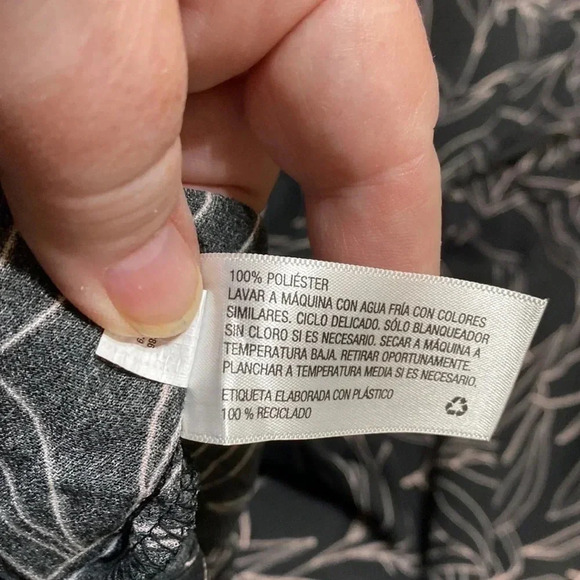 100% POLIÉSTER
LAVAR A MÁQUINA CON AGUA FRÍA CON COLORES
SIMILARES. CICLO DELICADO. SÓLO BLANQUEADOR
SIN CLORO SI ES NECESARIO. SECAR A MÁQUINA A
TEMPERATURA BAJA. RETIRAR OPORTUNAMENTE.
PLANCHAR A TEMPERATURA MEDIA SI ES NECESARIO.
ETIQUETA ELABORADA CON PLÁSTICO
100 % RECICLADO